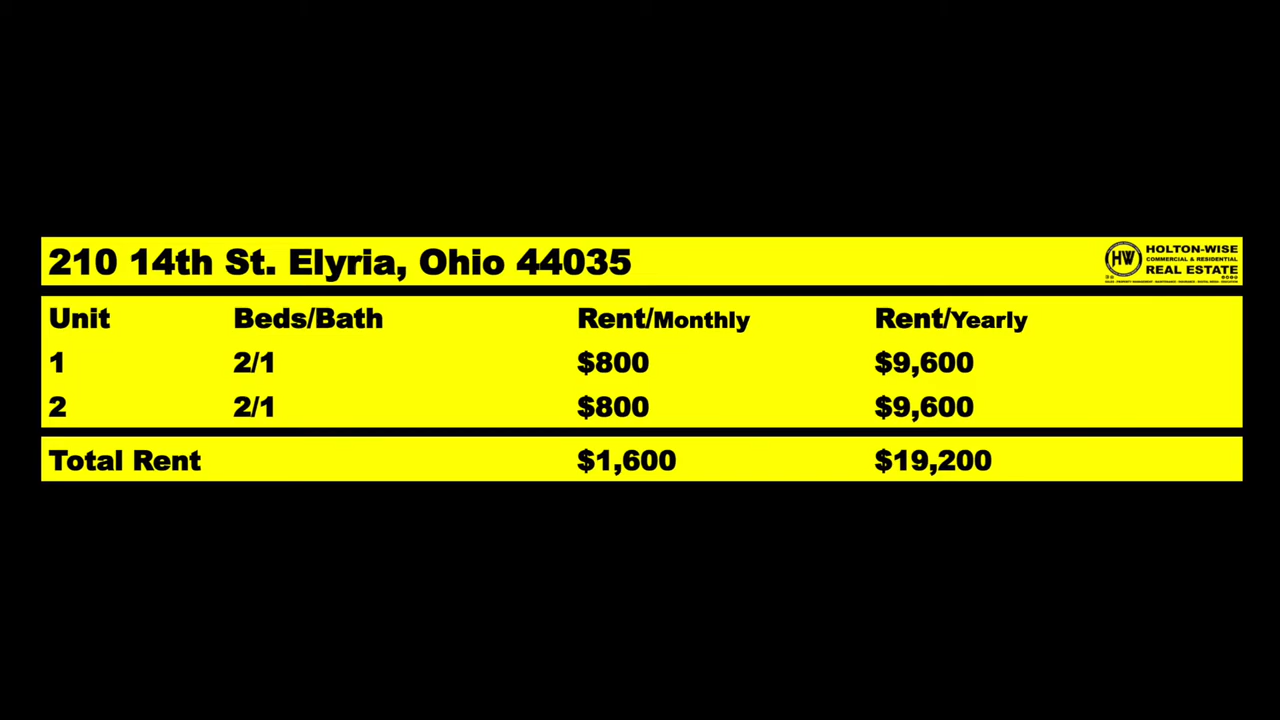 210 14th St. Elyria, Ohio 44035
HW
HOLTON-WISE
COMMERCIAL & RESIDENTIAL
REAL ESTATE
Unit Beds/Bath Rent/Monthly Rent/Yearly
1 2/1 $800 $9,600
2 2/1 $800 $9,600
Total Rent $1,600 $19,200